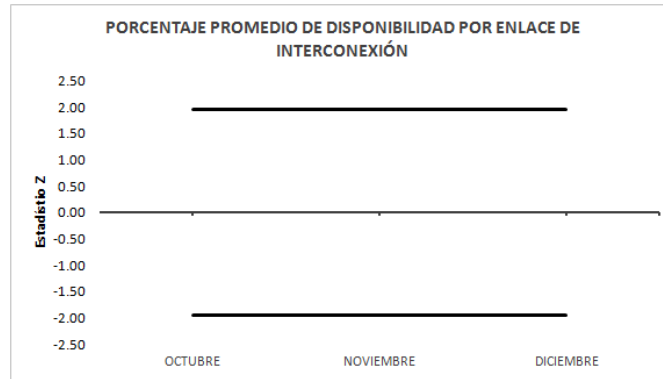 PORCENTAJE PROMEDIO DE DISPONIBILIDAD POR ENLACE DE
INTERCONEXIÓN
2.50
2.00
1.50
1.00
0.50
0.00
-0.50
-1.00
-1.50
-2.00
-2.50
Estadístio Z
OCTUBRE
NOVIEMBRE
DICIEMBRE